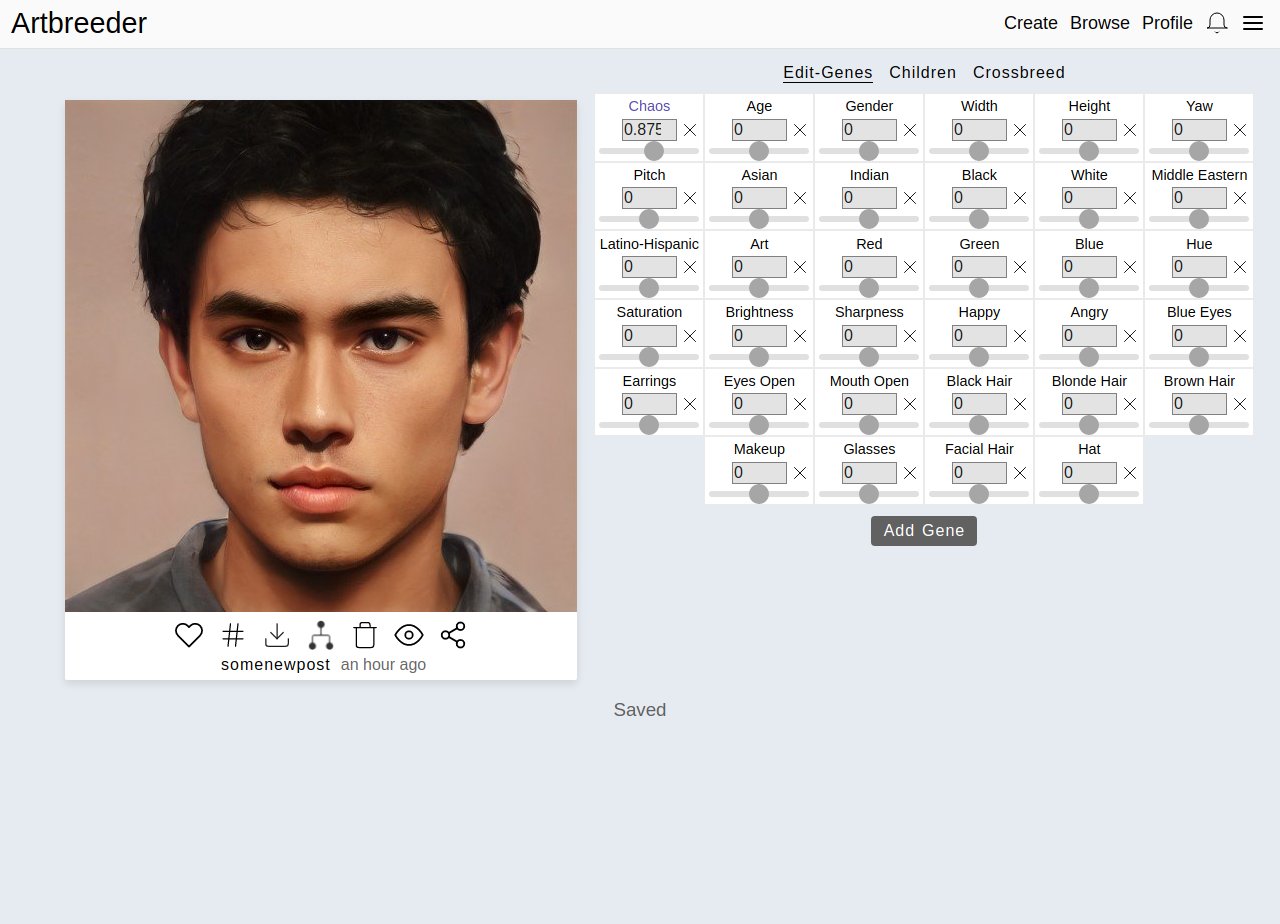 Artbreeder
Create Browse Profile
Edit-Genes Children Crossbreed
Chaos Age Gender Width Height Yaw
0.875 0 0 0 0 0
Pitch Asian Indian Black White Middle Eastern
0 0 0 0 0 0
Latino-Hispanic Art Red Green Blue Hue
0 0 0 0 0 0
Saturation Brightness Sharpness Happy Angry Blue Eyes
0 0 0 0 0 0
Earrings Eyes Open Mouth Open Black Hair Blonde Hair Brown Hair
0 0 0 0 0 0
Makeup Glasses Facial Hair Hat
0 0 0 0
Add Gene
somenewpost an hour ago
Saved